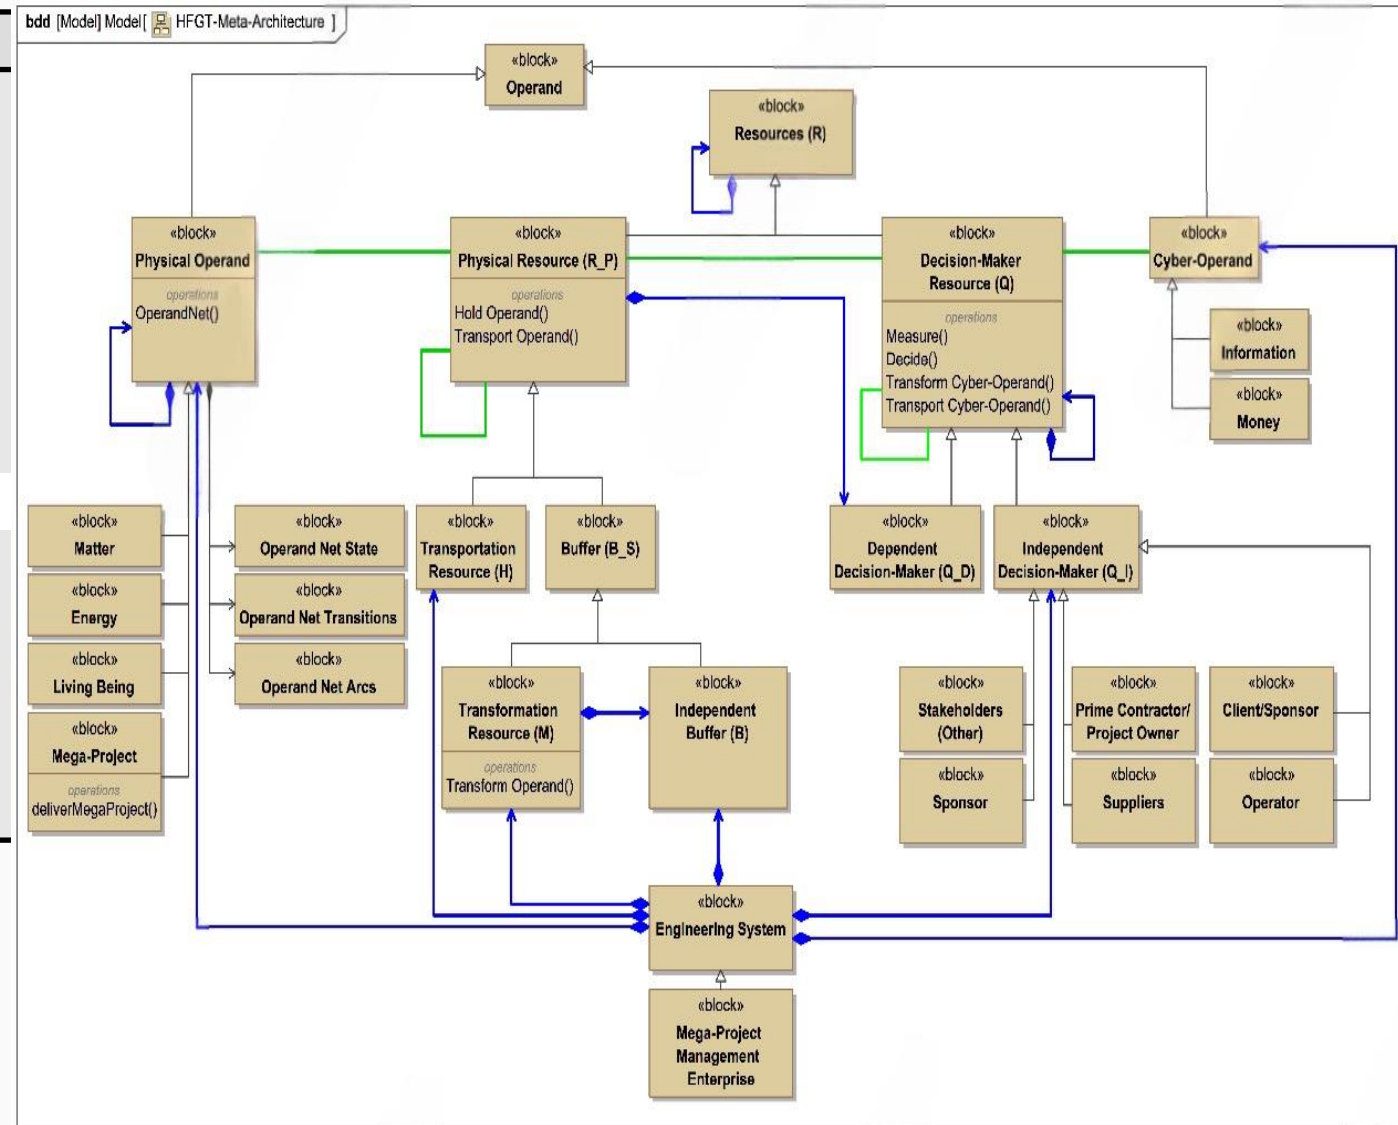 bdd [Model] Model[ HFGT-Meta-Architecture ]
«block»
Operand
«block»
Resources (R)
«block»
Physical Operand
operations
OperandNet()
«block»
Physical Resource (R_P)
operations
Hold Operand()
Transport Operand()
«block»
Decision-Maker
Resource (Q)
operations
Measure()
Decide()
Transform Cyber-Operand()
Transport Cyber-Operand()
«block»
Cyber-Operand
«block»
Information
«block»
Money
«block»
Matter
«block»
Energy
«block»
Living Being
«block»
Mega-Project
operations
deliverMegaProject()
«block»
Operand Net State
«block»
Operand Net Transitions
«block»
Operand Net Arcs
«block»
Transportation
Resource (H)
«block»
Buffer (B_S)
«block»
Dependent
Decision-Maker (Q_D)
«block»
Independent
Decision-Maker (Q_I)
«block»
Transformation
Resource (M)
operations
Transform Operand()
«block»
Independent
Buffer (B)
«block»
Stakeholders
(Other)
«block»
Prime Contractor/
Project Owner
«block»
Client/Sponsor
«block»
Sponsor
«block»
Suppliers
«block»
Operator
«block»
Engineering System
«block»
Mega-Project
Management
Enterprise